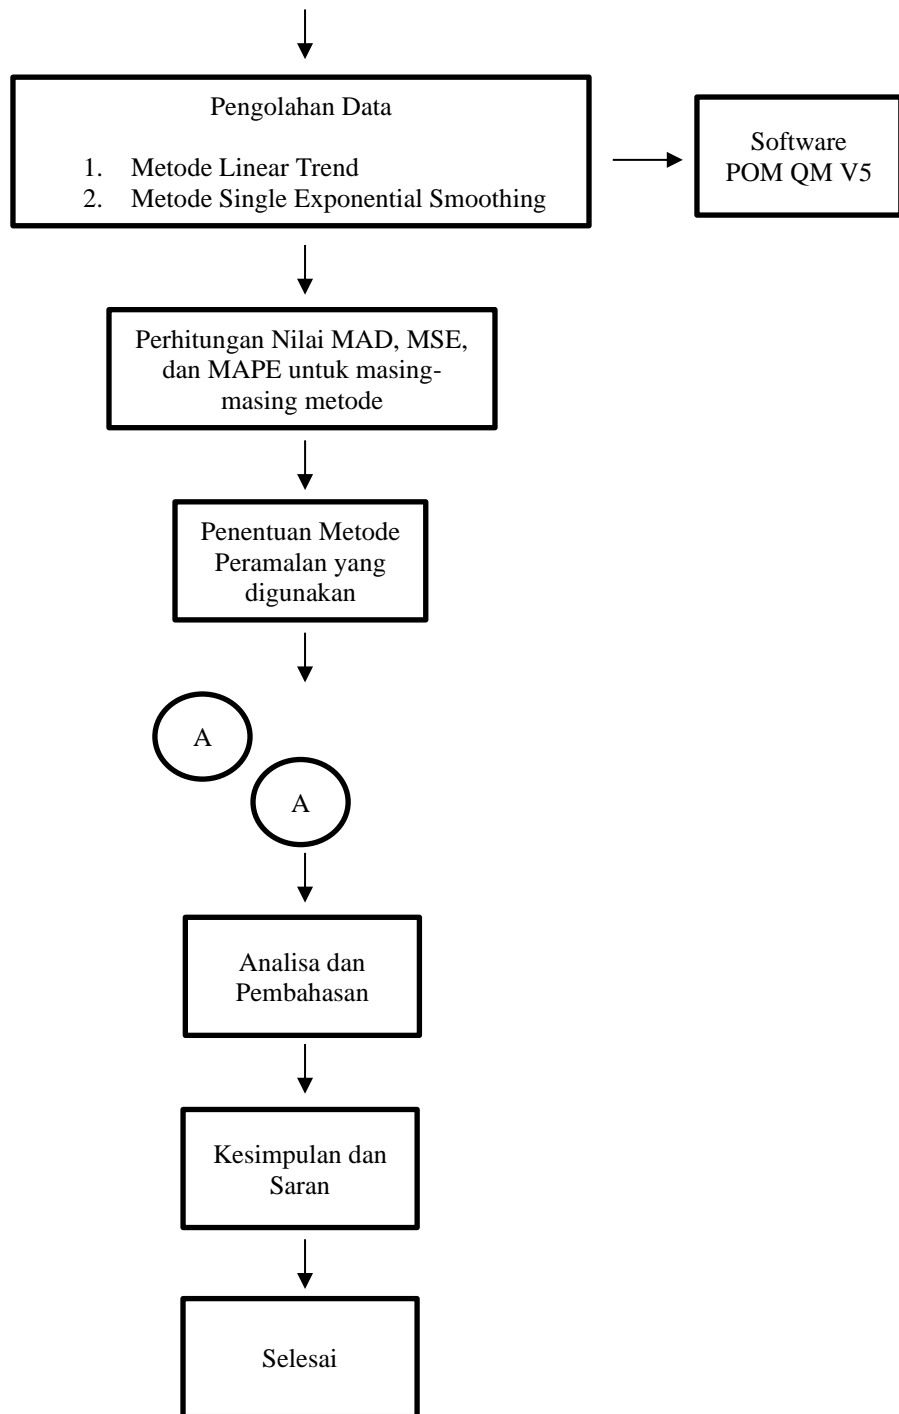 Pengolahan Data
1. Metode Linear Trend
2. Metode Single Exponential Smoothing
Software
POM QM V5
Perhitungan Nilai MAD, MSE,
dan MAPE untuk masing-
masing metode
Penentuan Metode
Peramalan yang
digunakan
A
A
Analisa dan
Pembahasan
Kesimpulan dan
Saran
Selesai